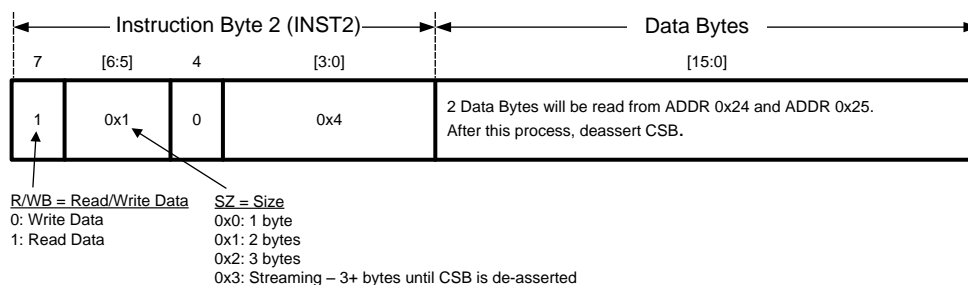 Instruction Byte 2 (INST2) Data Bytes
7 [6:5] 4 [3:0] [15:0]
1 0x1 0 0x4
2 Data Bytes will be read from ADDR 0x24 and ADDR 0x25.
After this process, deassert CSB.
R/WB = Read/Write Data
0: Write Data
1: Read Data
SZ = Size
0x0: 1 byte
0x1: 2 bytes
0x2: 3 bytes
0x3: Streaming – 3+ bytes until CSB is de-asserted